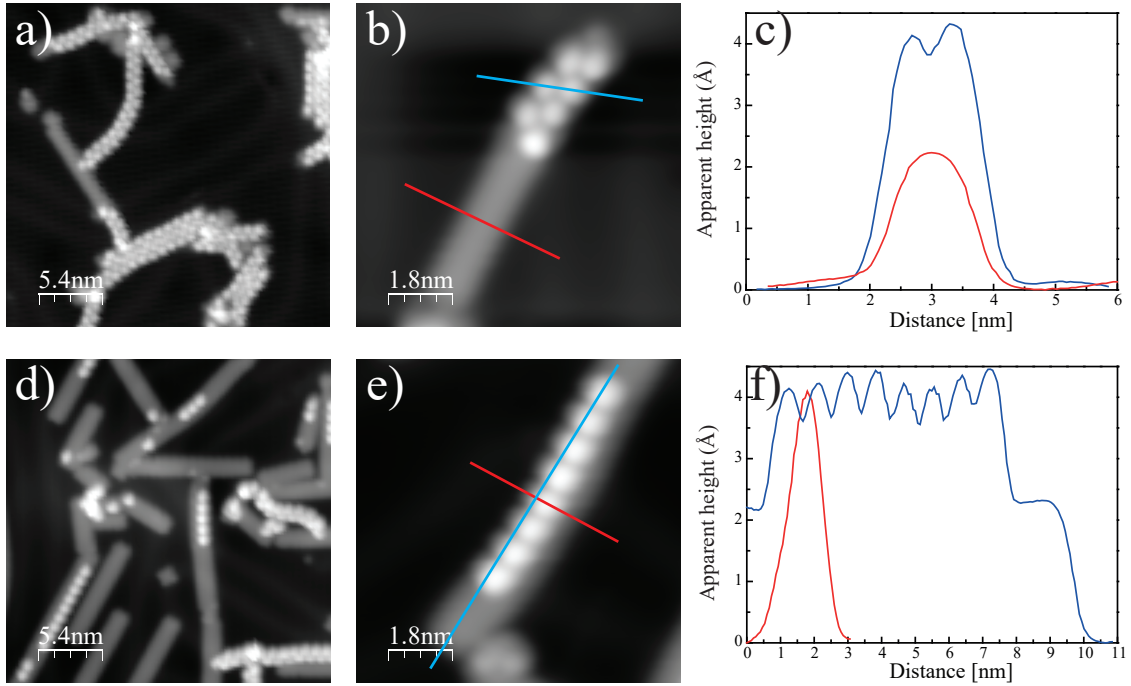 a)
5.4nm
b)
1.8nm
c)
Apparent height (Å)
4
3
2
1
0
0 1 2 3 4 5 6
Distance [nm]
d)
5.4nm
e)
1.8nm
f)
Apparent height (Å)
4
3
2
1
0
0 1 2 3 4 5 6 7 8 9 10 11
Distance [nm]